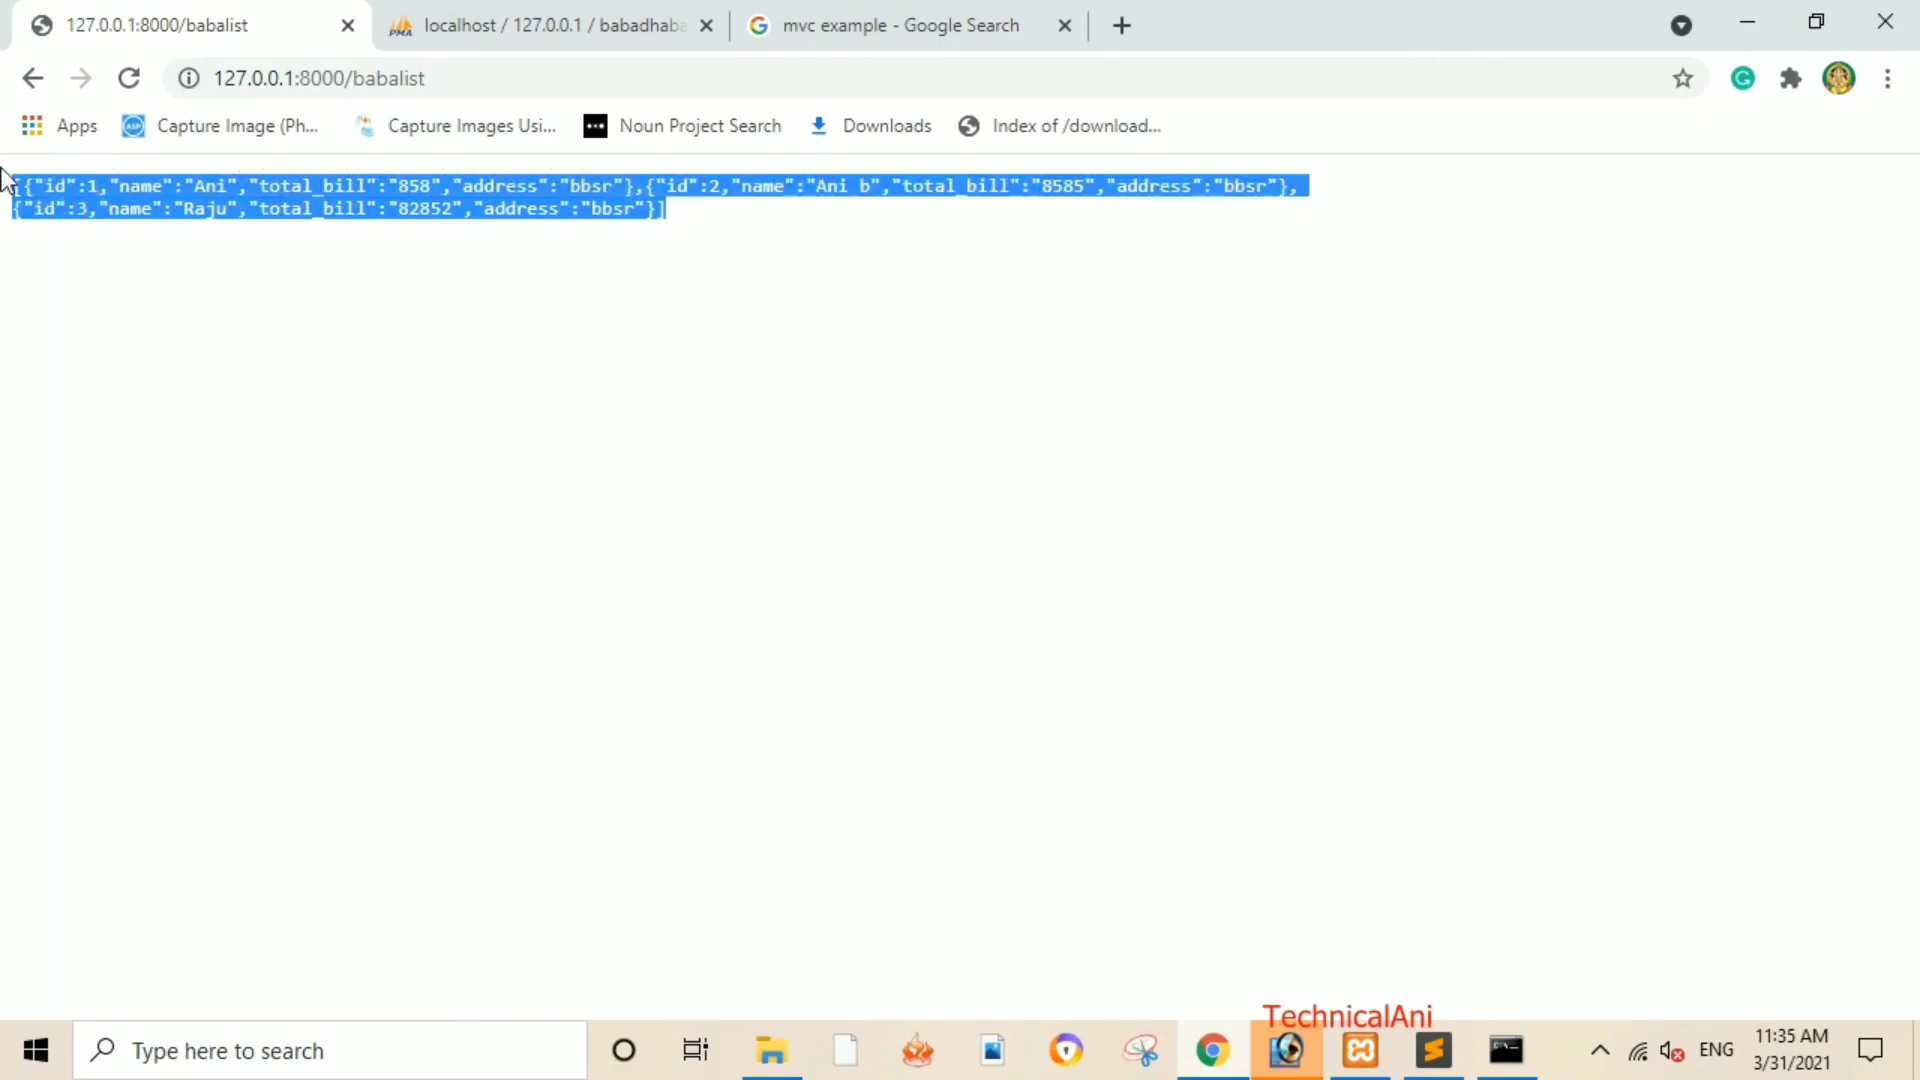 127.0.0.1:8000/babalist
localhost / 127.0.0.1 / babadhaba
mvc example - Google Search
127.0.0.1:8000/babalist
Apps
Capture Image (Ph...
Capture Images Usi...
Noun Project Search
Downloads
Index of /download...
[{"id":1,"name":"Ani","total_bill":"858","address":"bbsr"},{"id":2,"name":"Ani b","total_bill":"8585","address":"bbsr"},
{"id":3,"name":"Raju","total_bill":"82852","address":"bbsr"}]
TechnicalAni
Type here to search
ENG
11:35 AM
3/31/2021